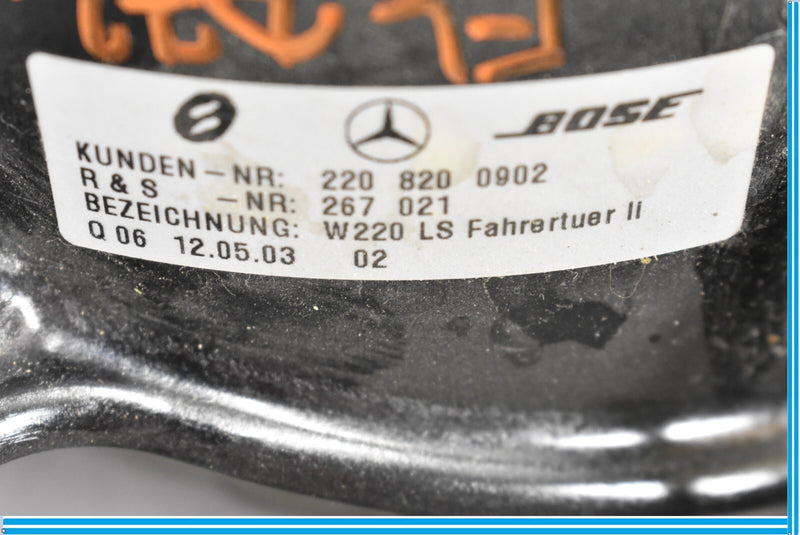 BOSE
KUNDEN-NR: 220 820 0902
R & S -NR: 267 021
BEZEICHNUNG: W220 LS Fahrertuer li
Q 06 12.05.03 02